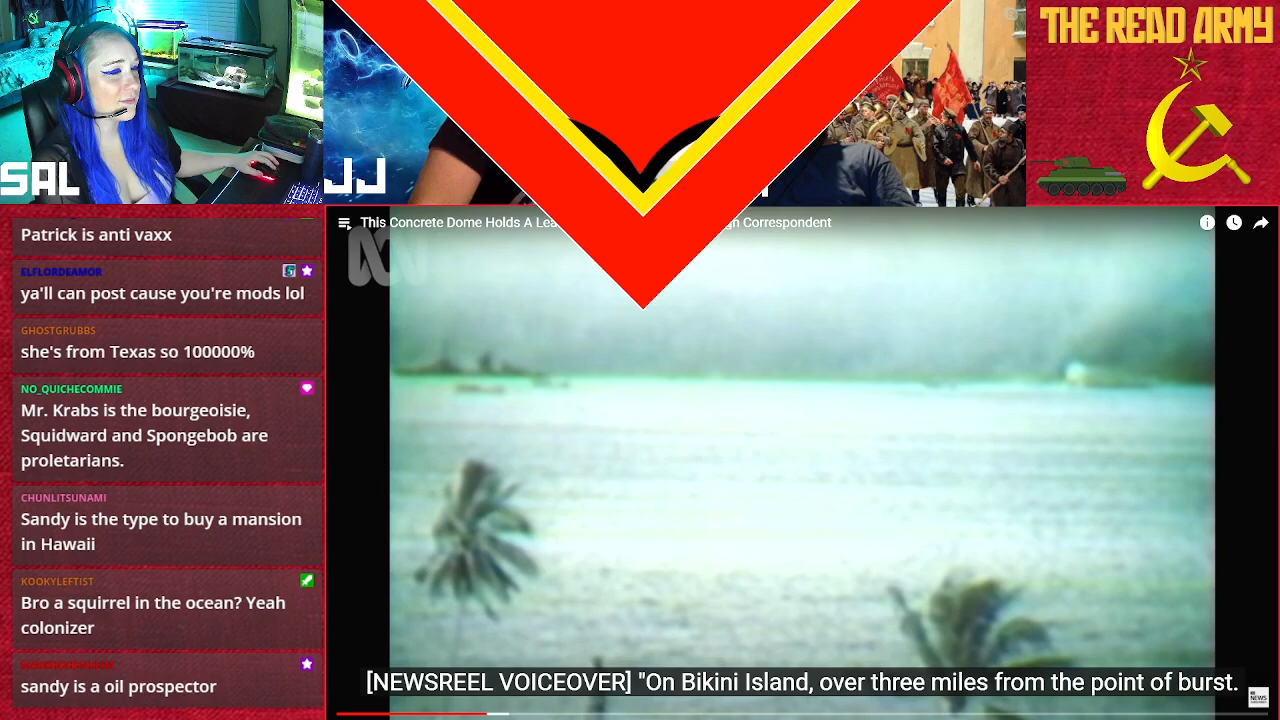 THE READ ARMY
SAL
JJ
This Concrete Dome Holds A Lea
gn Correspondent
Patrick is anti vaxx
ELFLORDEAMOR
ya'll can post cause you're mods lol
GHOSTGRUBBS
she's from Texas so 100000%
NO_QUICHECOMMIE
Mr. Krabs is the bourgeoisie,
Squidward and Spongebob are
proletarians.
CHUNLITSUNAMI
Sandy is the type to buy a mansion
in Hawaii
KOOKYLEFTIST
Bro a squirrel in the ocean? Yeah
colonizer
sandy is a oil prospector
[NEWSREEL VOICEOVER] "On Bikini Island, over three miles from the point of burst.
NEWS